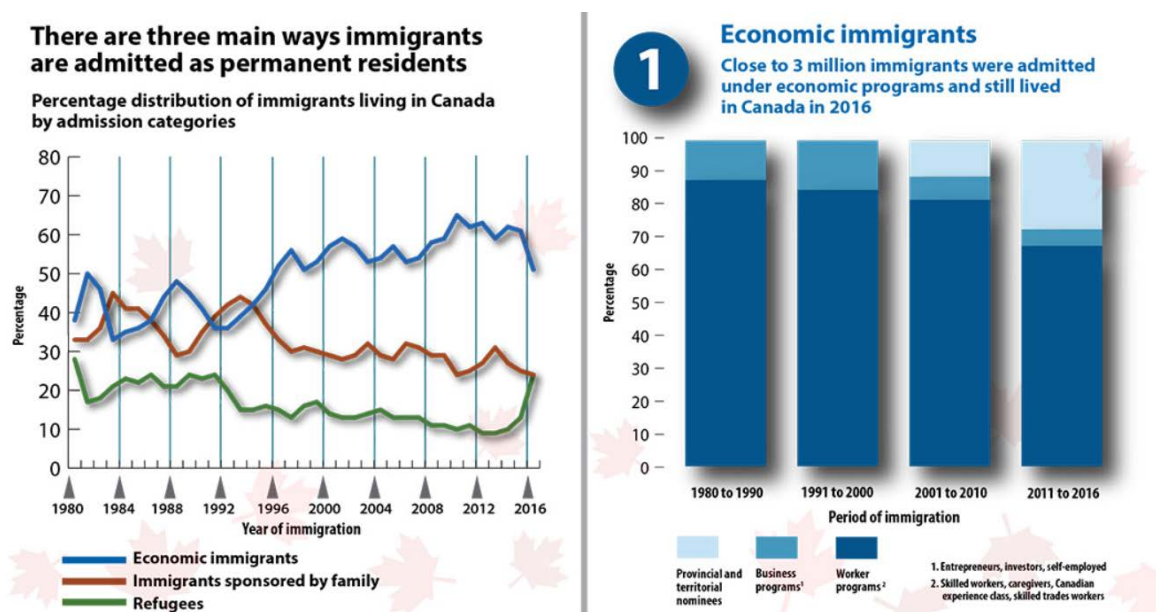 There are three main ways immigrants
are admitted as permanent residents
Percentage distribution of immigrants living in Canada
by admission categories
80
70
60
50
40
30
20
10
0
Percentage
1980 1984 1988 1992 1996 2000 2004 2008 2012 2016
Year of immigration
Economic immigrants
Immigrants sponsored by family
Refugees
1
Economic immigrants
Close to 3 million immigrants were admitted
under economic programs and still lived
in Canada in 2016
100
90
80
70
60
50
40
30
20
10
0
Percentage
1980 to 1990 1991 to 2000 2001 to 2010 2011 to 2016
Period of immigration
Provincial and
territorial
nominees
Business
programs¹
Worker
programs²
1. Entrepreneurs, investors, self-employed
2. Skilled workers, caregivers, Canadian
experience class, skilled trades workers